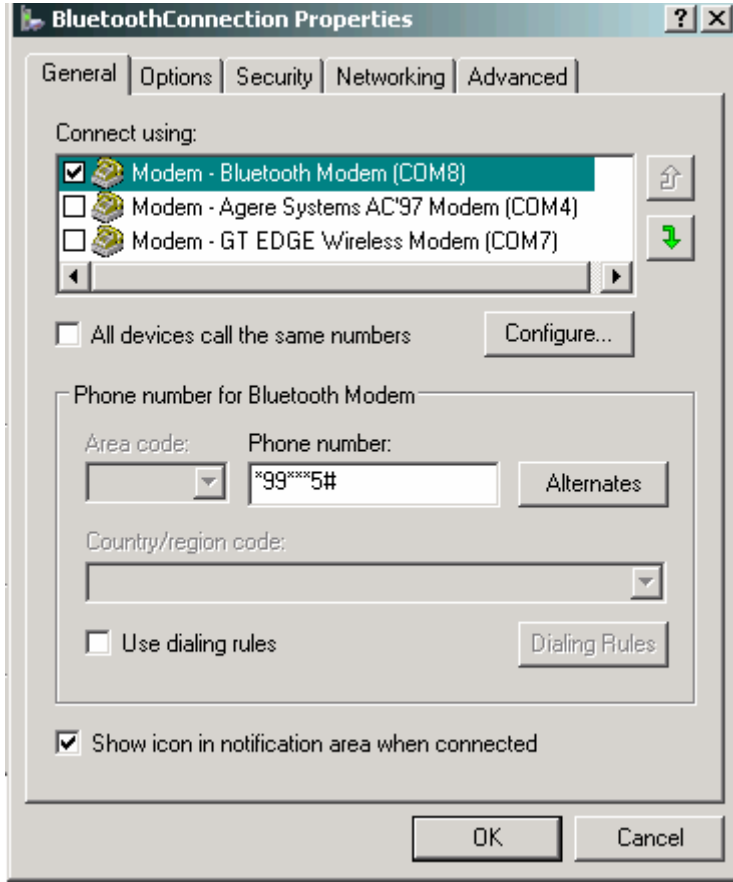 BluetoothConnection Properties
General Options Security Networking Advanced
Connect using:
Modem - Bluetooth Modem (COM8)
Modem - Agere Systems AC'97 Modem (COM4)
Modem - GT EDGE Wireless Modem (COM7)
All devices call the same numbers Configure...
Phone number for Bluetooth Modem
Area code: Phone number:
*99***5# Alternates
Country/region code:
Use dialing rules Dialing Rules
Show icon in notification area when connected
OK Cancel